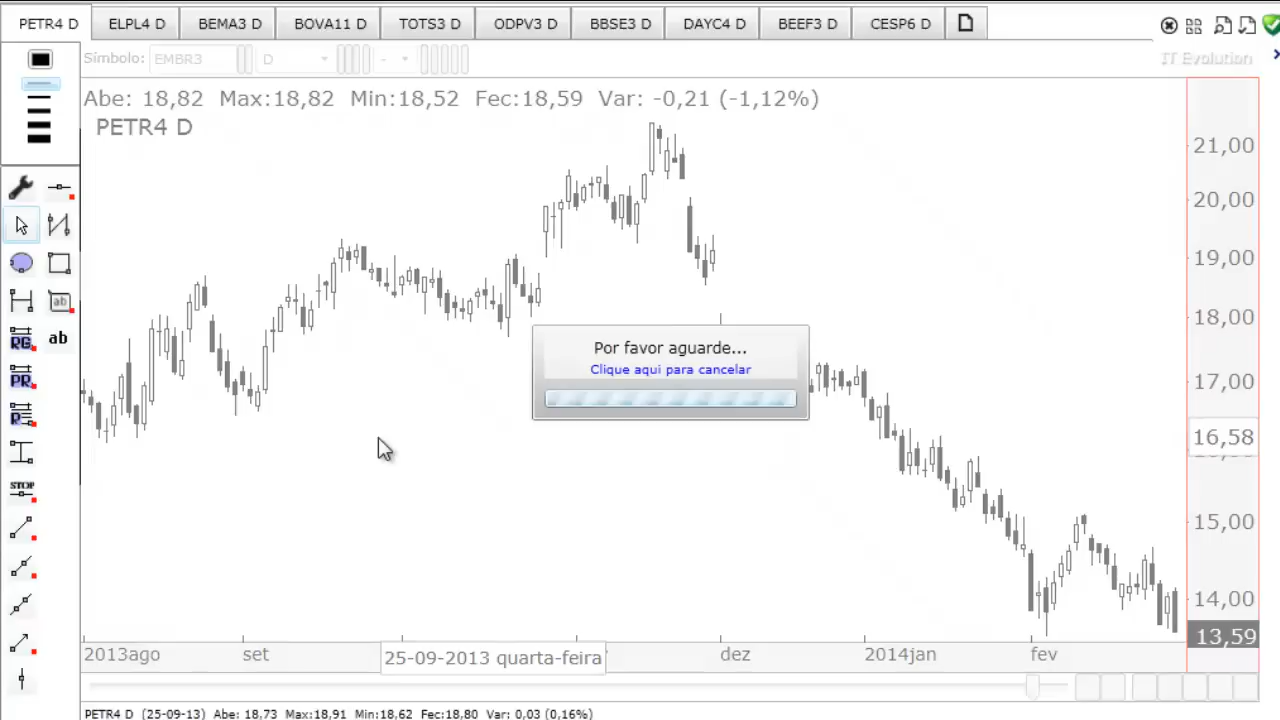 PETR4 D ELPL4 D BEMA3 D BOVA11 D TOTS3 D ODPV3 D BBSE3 D DAYC4 D BEEF3 D CESP6 D
Símbolo: EMBR3 D -
IT Evolution
Abe: 18,82 Max:18,82 Min:18,52 Fec:18,59 Var: -0,21 (-1,12%)
PETR4 D
21,00
20,00
19,00
18,00
17,00
16,58
15,00
14,00
13,59
ab
RG
ab
PR
R
STOP
Por favor aguarde...
Clique aqui para cancelar
2013ago set 25-09-2013 quarta-feira dez 2014jan fev
PETR4 D (25-09-13) Abe: 18,73 Max:18,91 Min:18,62 Fec:18,80 Var: 0,03 (0,16%)